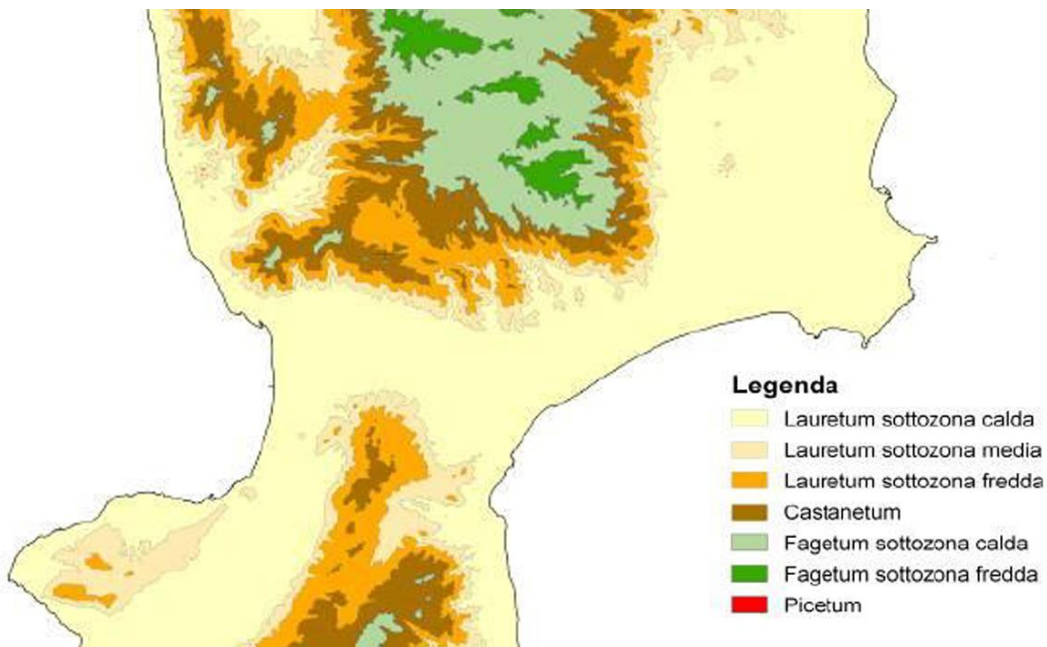 Legenda
Lauretum sottozona calda
Lauretum sottozona media
Lauretum sottozona fredda
Castanetum
Fagetum sottozona calda
Fagetum sottozona fredda
Picetum